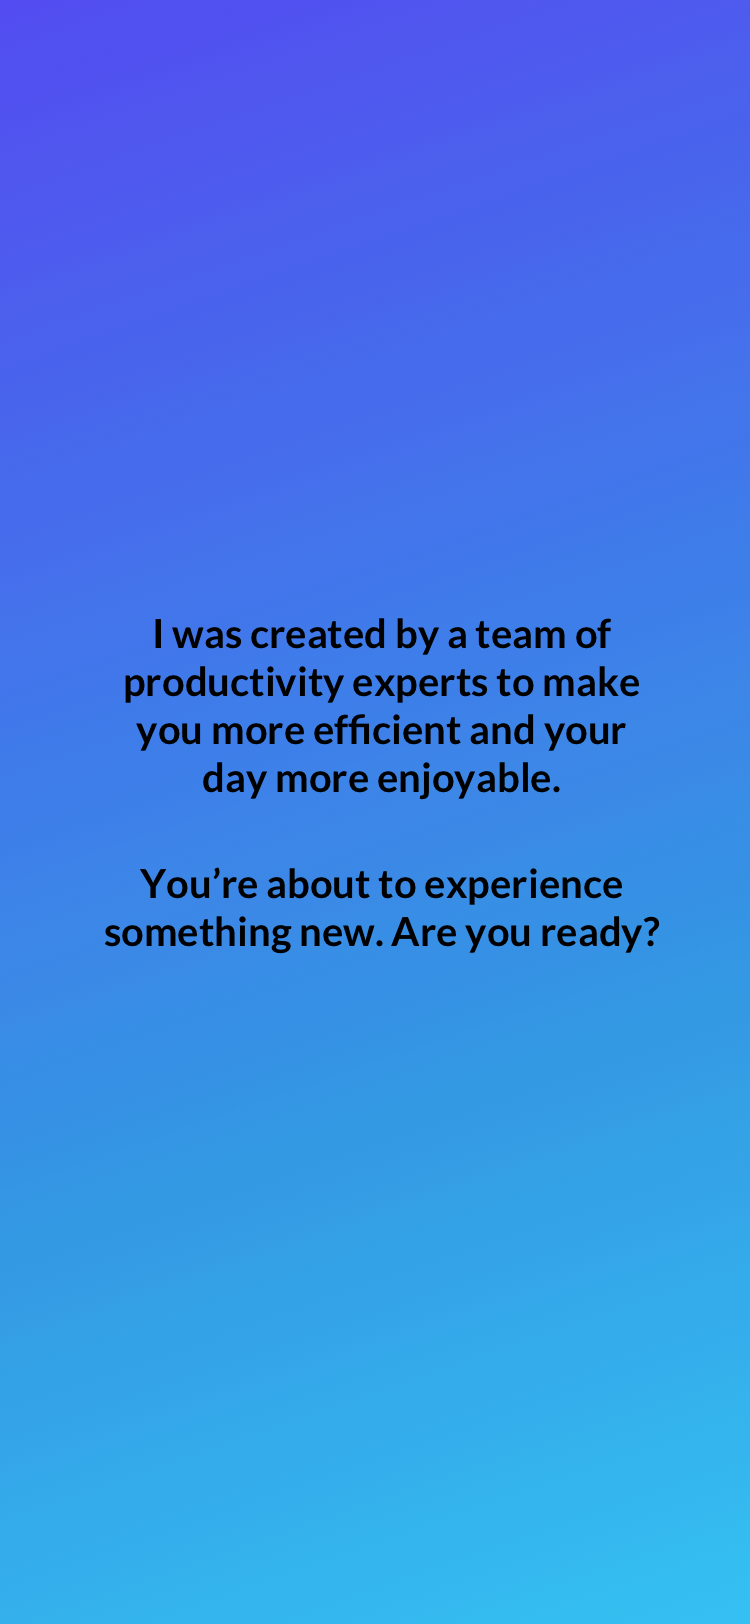 I was created by a team of
productivity experts to make
you more efficient and your
day more enjoyable.
You’re about to experience
something new. Are you ready?